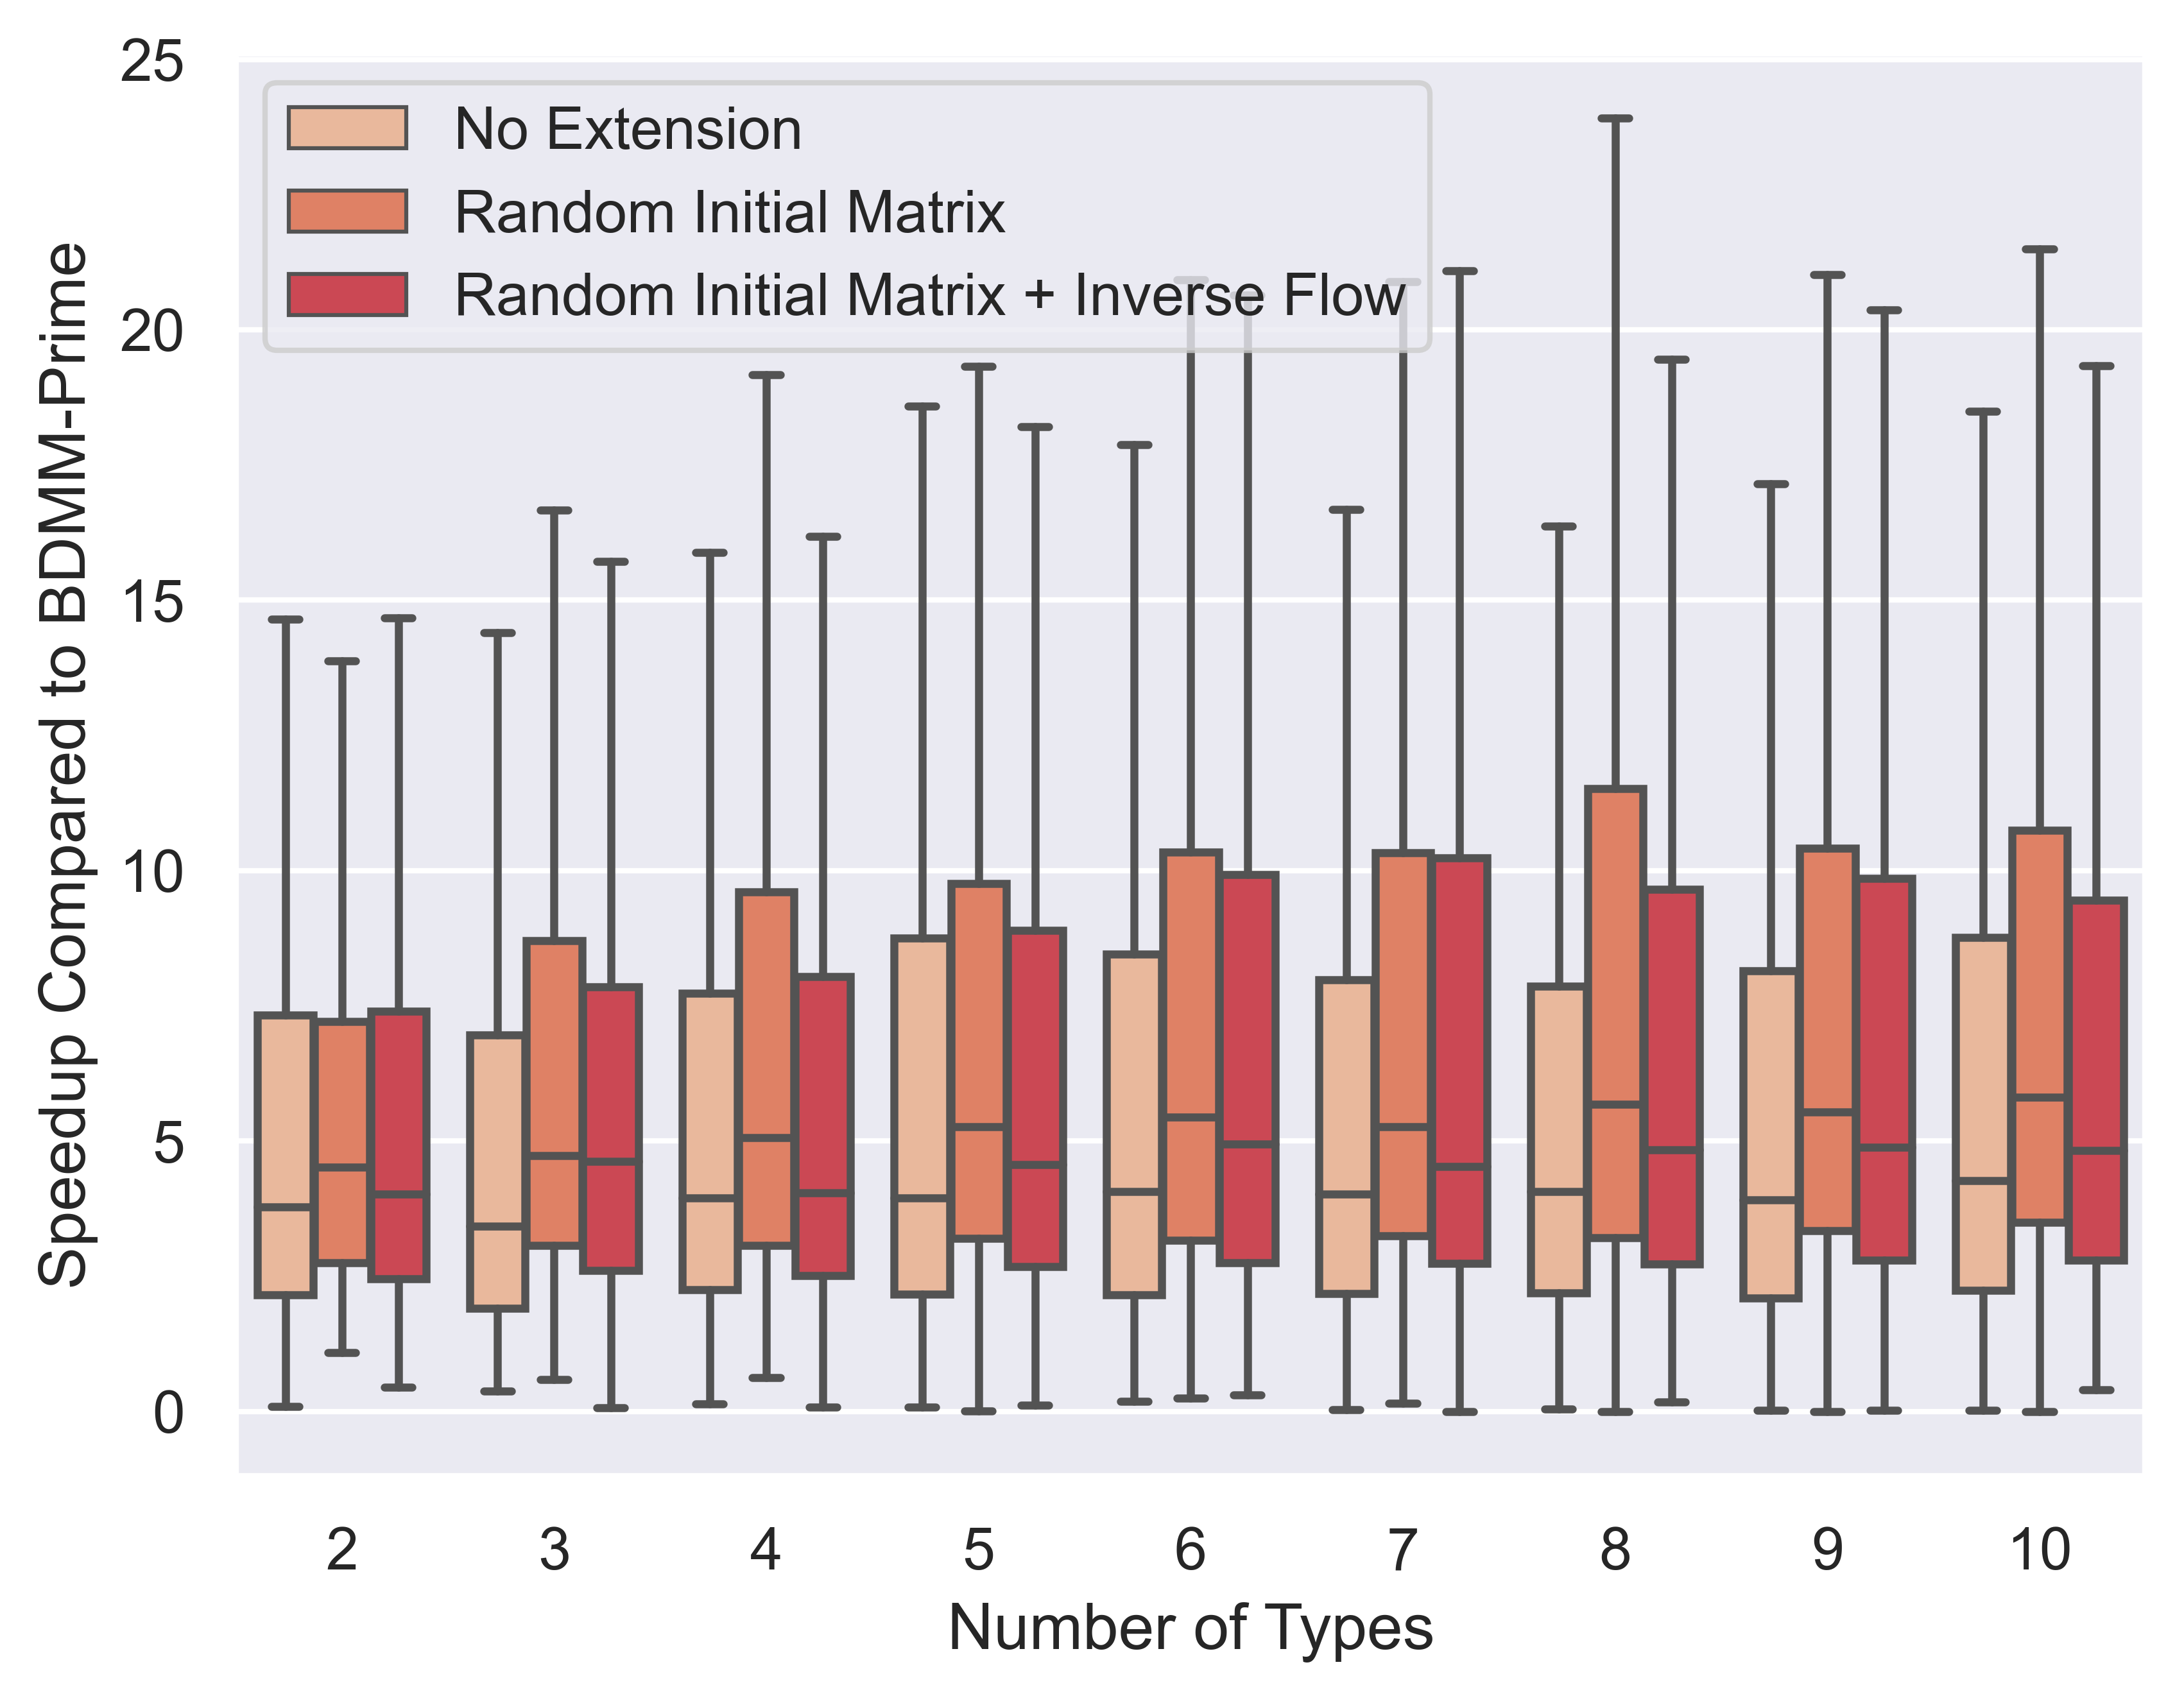 Speedup Compared to BDMM-Prime
25
20
15
10
5
0
No Extension
Random Initial Matrix
Random Initial Matrix + Inverse Flow
2 3 4 5 6 7 8 9 10
Number of Types